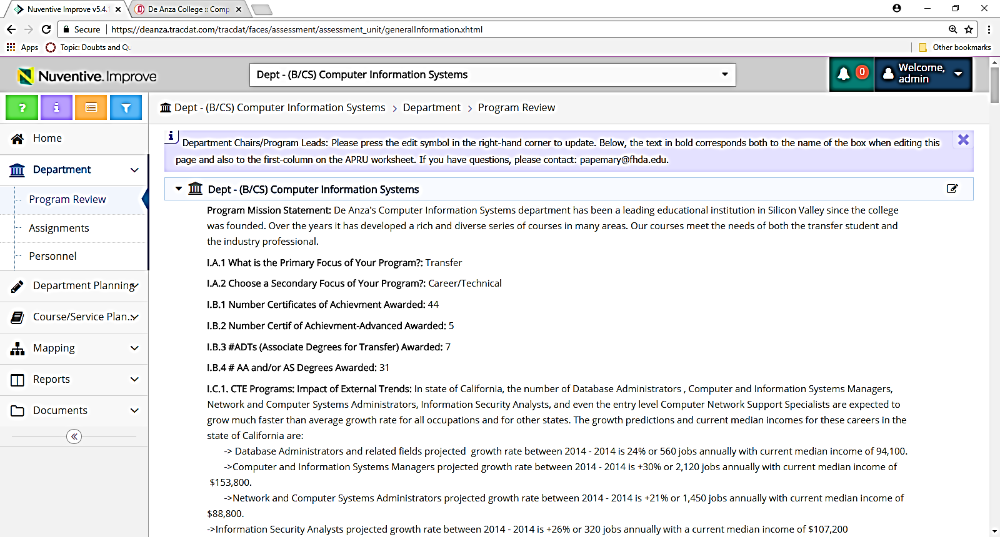 Nuventive Improve v5.4.1
De Anza College :: Comp
Secure | https://deanza.tracdat.com/tracdat/faces/assessment/assessment_unit/generalInformation.xhtml
Apps Topic: Doubts and Qu Other bookmarks
Nuventive.Improve
Dept - (B/CS) Computer Information Systems
0
Welcome,
admin
Dept - (B/CS) Computer Information Systems > Department > Program Review
Home
Department
Program Review
Assignments
Personnel
Department Planning
Course/Service Plan...
Mapping
Reports
Documents
Department Chairs/Program Leads: Please press the edit symbol in the right-hand corner to update. Below, the text in bold corresponds both to the name of the box when editing this
page and also to the first-column on the APRU worksheet. If you have questions, please contact: papemary@fhda.edu.
Dept - (B/CS) Computer Information Systems
Program Mission Statement: De Anza's Computer Information Systems department has been a leading educational institution in Silicon Valley since the college
was founded. Over the years it has developed a rich and diverse series of courses in many areas. Our courses meet the needs of both the transfer student and
the industry professional.
I.A.1 What is the Primary Focus of Your Program?: Transfer
I.A.2 Choose a Secondary Focus of Your Program?: Career/Technical
I.B.1 Number Certificates of Achievment Awarded: 44
I.B.2 Number Certif of Achievment-Advanced Awarded: 5
I.B.3 #ADTs (Associate Degrees for Transfer) Awarded: 7
I.B.4 # AA and/or AS Degrees Awarded: 31
I.C.1. CTE Programs: Impact of External Trends: In state of California, the number of Database Administrators , Computer and Information Systems Managers,
Network and Computer Systems Administrators, Information Security Analysts, and even the entry level Computer Network Support Specialists are expected to
grow much faster than average growth rate for all occupations and for other states. The growth predictions and current median incomes for these careers in the
state of California are:
-> Database Administrators and related fields projected  growth rate between 2014 - 2014 is 24% or 560 jobs annually with current median income of 94,100.
->Computer and Information Systems Managers projected growth rate between 2014 - 2014 is +30% or 2,120 jobs annually with current median income of
$153,800.
->Network and Computer Systems Administrators projected growth rate between 2014 - 2014 is +21% or 1,450 jobs annually with current median income of
$88,800.
->Information Security Analysts projected growth rate between 2014 - 2014 is +26% or 320 jobs annually with a current median income of $107,200